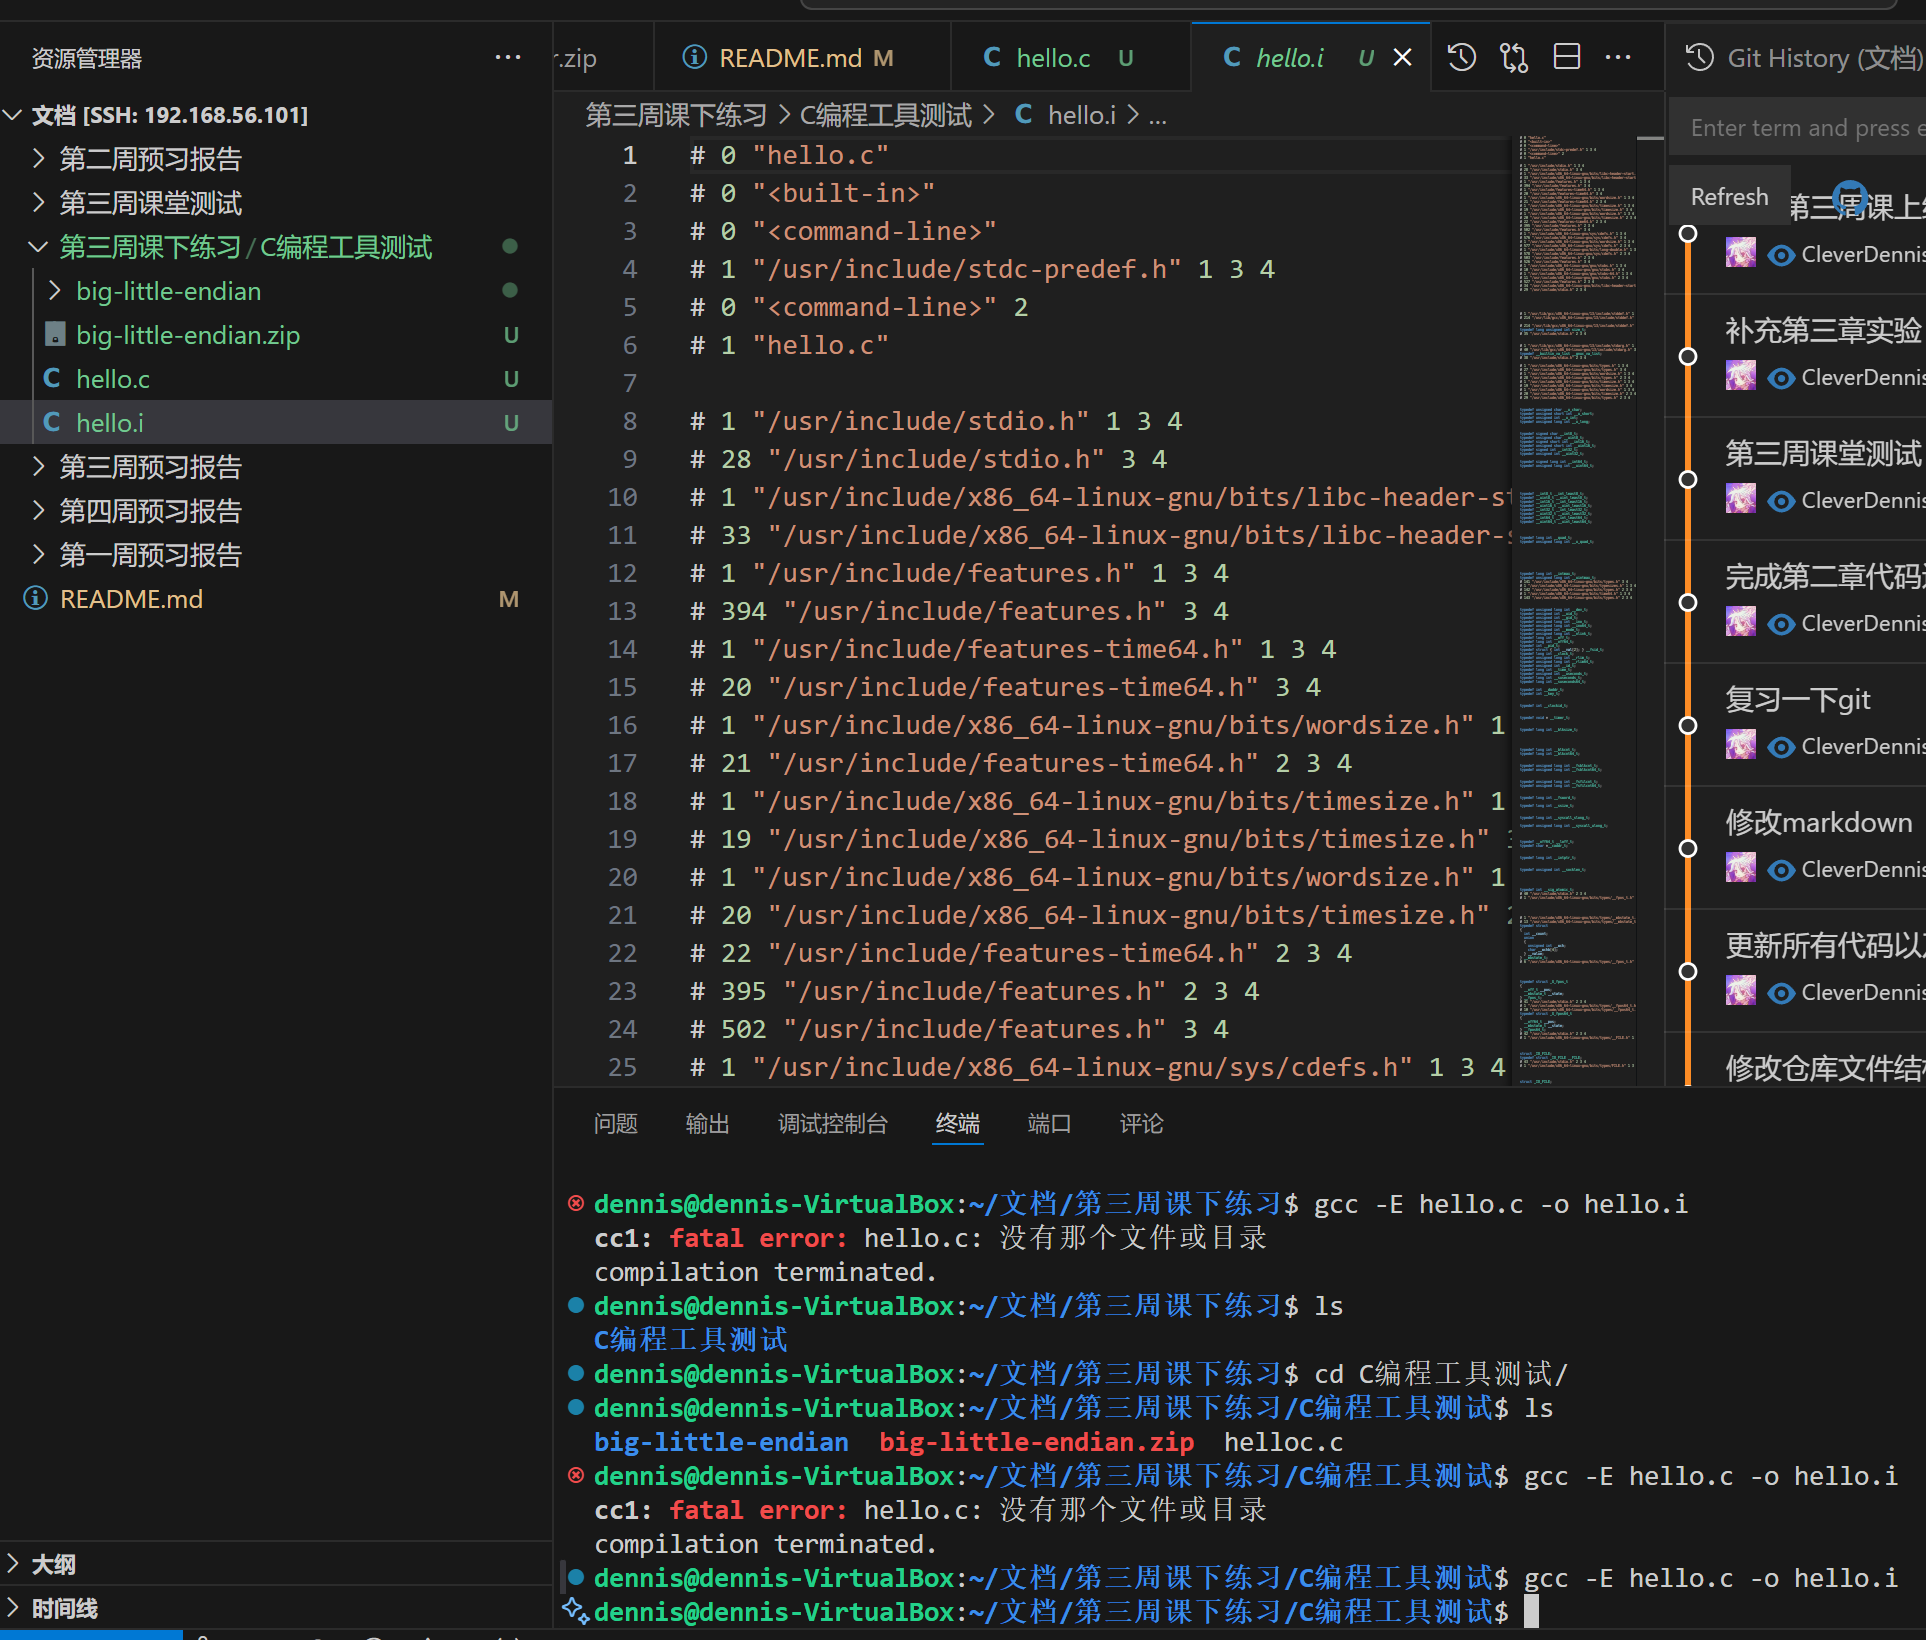 资源管理器
文档 [SSH: 192.168.56.101]
第二周预习报告
第三周课堂测试
第三周课下练习 / C编程工具测试
big-little-endian
big-little-endian.zip U
hello.c U
hello.i U
第三周预习报告
第四周预习报告
第一周预习报告
README.md M
大纲
时间线
.zip
README.md M
hello.c U
hello.i U
第三周课下练习 > C编程工具测试 > C hello.i > ...
1 # 0 "hello.c"
2 # 0 "<built-in>"
3 # 0 "<command-line>"
4 # 1 "/usr/include/stdc-predef.h" 1 3 4
5 # 0 "<command-line>" 2
6 # 1 "hello.c"
7
8 # 1 "/usr/include/stdio.h" 1 3 4
9 # 28 "/usr/include/stdio.h" 3 4
10 # 1 "/usr/include/x86_64-linux-gnu/bits/libc-header-st
11 # 33 "/usr/include/x86_64-linux-gnu/bits/libc-header-s
12 # 1 "/usr/include/features.h" 1 3 4
13 # 394 "/usr/include/features.h" 3 4
14 # 1 "/usr/include/features-time64.h" 1 3 4
15 # 20 "/usr/include/features-time64.h" 3 4
16 # 1 "/usr/include/x86_64-linux-gnu/bits/wordsize.h" 1
17 # 21 "/usr/include/features-time64.h" 2 3 4
18 # 1 "/usr/include/x86_64-linux-gnu/bits/timesize.h" 1
19 # 19 "/usr/include/x86_64-linux-gnu/bits/timesize.h" 3
20 # 1 "/usr/include/x86_64-linux-gnu/bits/wordsize.h" 1
21 # 20 "/usr/include/x86_64-linux-gnu/bits/timesize.h" 2
22 # 22 "/usr/include/features-time64.h" 2 3 4
23 # 395 "/usr/include/features.h" 2 3 4
24 # 502 "/usr/include/features.h" 3 4
25 # 1 "/usr/include/x86_64-linux-gnu/sys/cdefs.h" 1 3 4
Git History (文档)
Enter term and press e
Refresh
第三周课上
CleverDennis
补充第三章实验
CleverDennis
第三周课堂测试
CleverDennis
完成第二章代码
CleverDennis
复习一下git
CleverDennis
修改markdown
CleverDennis
更新所有代码以
CleverDennis
修改仓库文件结构
问题 输出 调试控制台 终端 端口 评论
dennis@dennis-VirtualBox:~/文档/第三周课下练习$ gcc -E hello.c -o hello.i
cc1: fatal error: hello.c: 没有那个文件或目录
compilation terminated.
dennis@dennis-VirtualBox:~/文档/第三周课下练习$ ls
C编程工具测试
dennis@dennis-VirtualBox:~/文档/第三周课下练习$ cd C编程工具测试/
dennis@dennis-VirtualBox:~/文档/第三周课下练习/C编程工具测试$ ls
big-little-endian big-little-endian.zip helloc.c
dennis@dennis-VirtualBox:~/文档/第三周课下练习/C编程工具测试$ gcc -E hello.c -o hello.i
cc1: fatal error: hello.c: 没有那个文件或目录
compilation terminated.
dennis@dennis-VirtualBox:~/文档/第三周课下练习/C编程工具测试$ gcc -E hello.c -o hello.i
dennis@dennis-VirtualBox:~/文档/第三周课下练习/C编程工具测试$